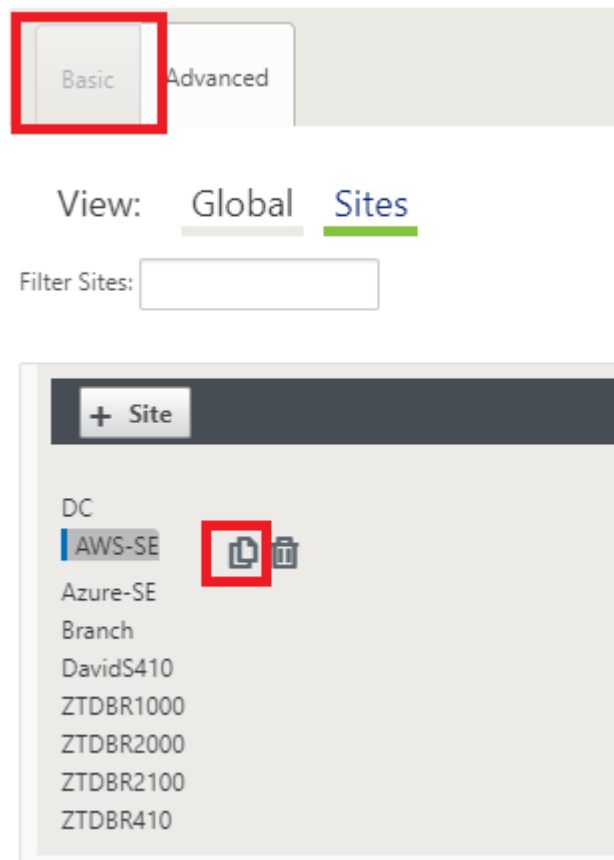 Basic Advanced
View: Global Sites
Filter Sites:
+ Site
DC
AWS-SE
Azure-SE
Branch
DavidS410
ZTDBR1000
ZTDBR2000
ZTDBR2100
ZTDBR410